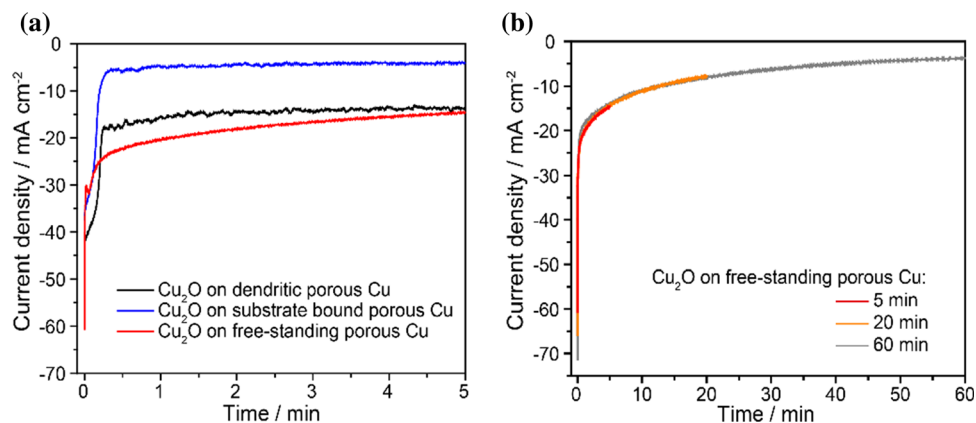 (a)
0
-10
-20
-30
-40
-50
-60
-70
Current density / mA cm⁻²
Cu₂O on dendritic porous Cu
Cu₂O on substrate bound porous Cu
Cu₂O on free-standing porous Cu
0 1 2 3 4 5
Time / min
(b)
0
-10
-20
-30
-40
-50
-60
-70
Current density / mA cm⁻²
Cu₂O on free-standing porous Cu:
5 min
20 min
60 min
0 10 20 30 40 50 60
Time / min